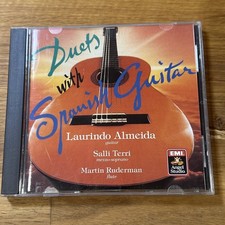 Duets
with
Spanish Guitar
Laurindo Almeida
guitar
Salli Terri
mezzo-soprano
Martin Ruderman
flute
EMI
Angel
Studio